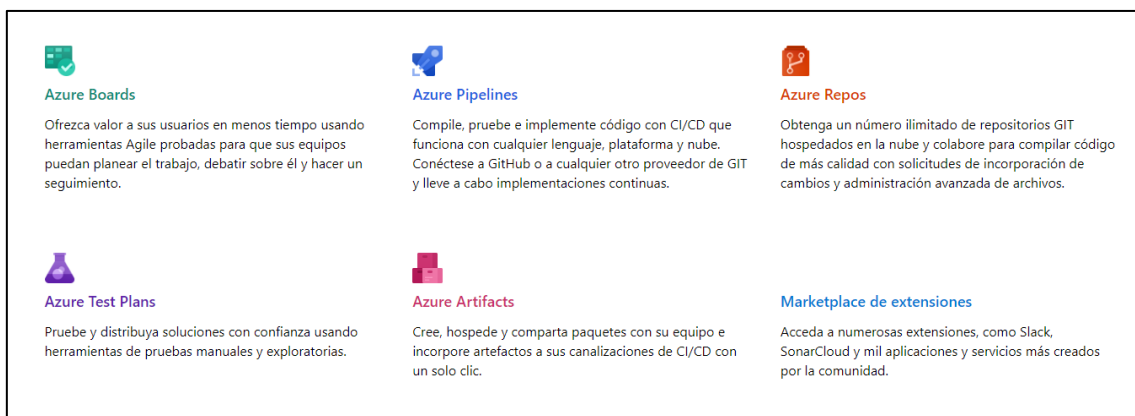 Azure Boards
Ofrezca valor a sus usuarios en menos tiempo usando
herramientas Agile probadas para que sus equipos
puedan planear el trabajo, debatir sobre él y hacer un
seguimiento.
Azure Pipelines
Compile, pruebe e implemente código con CI/CD que
funciona con cualquier lenguaje, plataforma y nube.
Conéctese a GitHub o a cualquier otro proveedor de GIT
y lleve a cabo implementaciones continuas.
Azure Repos
Obtenga un número ilimitado de repositorios GIT
hospedados en la nube y colabore para compilar código
de más calidad con solicitudes de incorporación de
cambios y administración avanzada de archivos.
Azure Test Plans
Pruebe y distribuya soluciones con confianza usando
herramientas de pruebas manuales y exploratorias.
Azure Artifacts
Cree, hospede y comparta paquetes con su equipo e
incorpore artefactos a sus canalizaciones de CI/CD con
un solo clic.
Marketplace de extensiones
Acceda a numerosas extensiones, como Slack,
SonarCloud y mil aplicaciones y servicios más creados
por la comunidad.